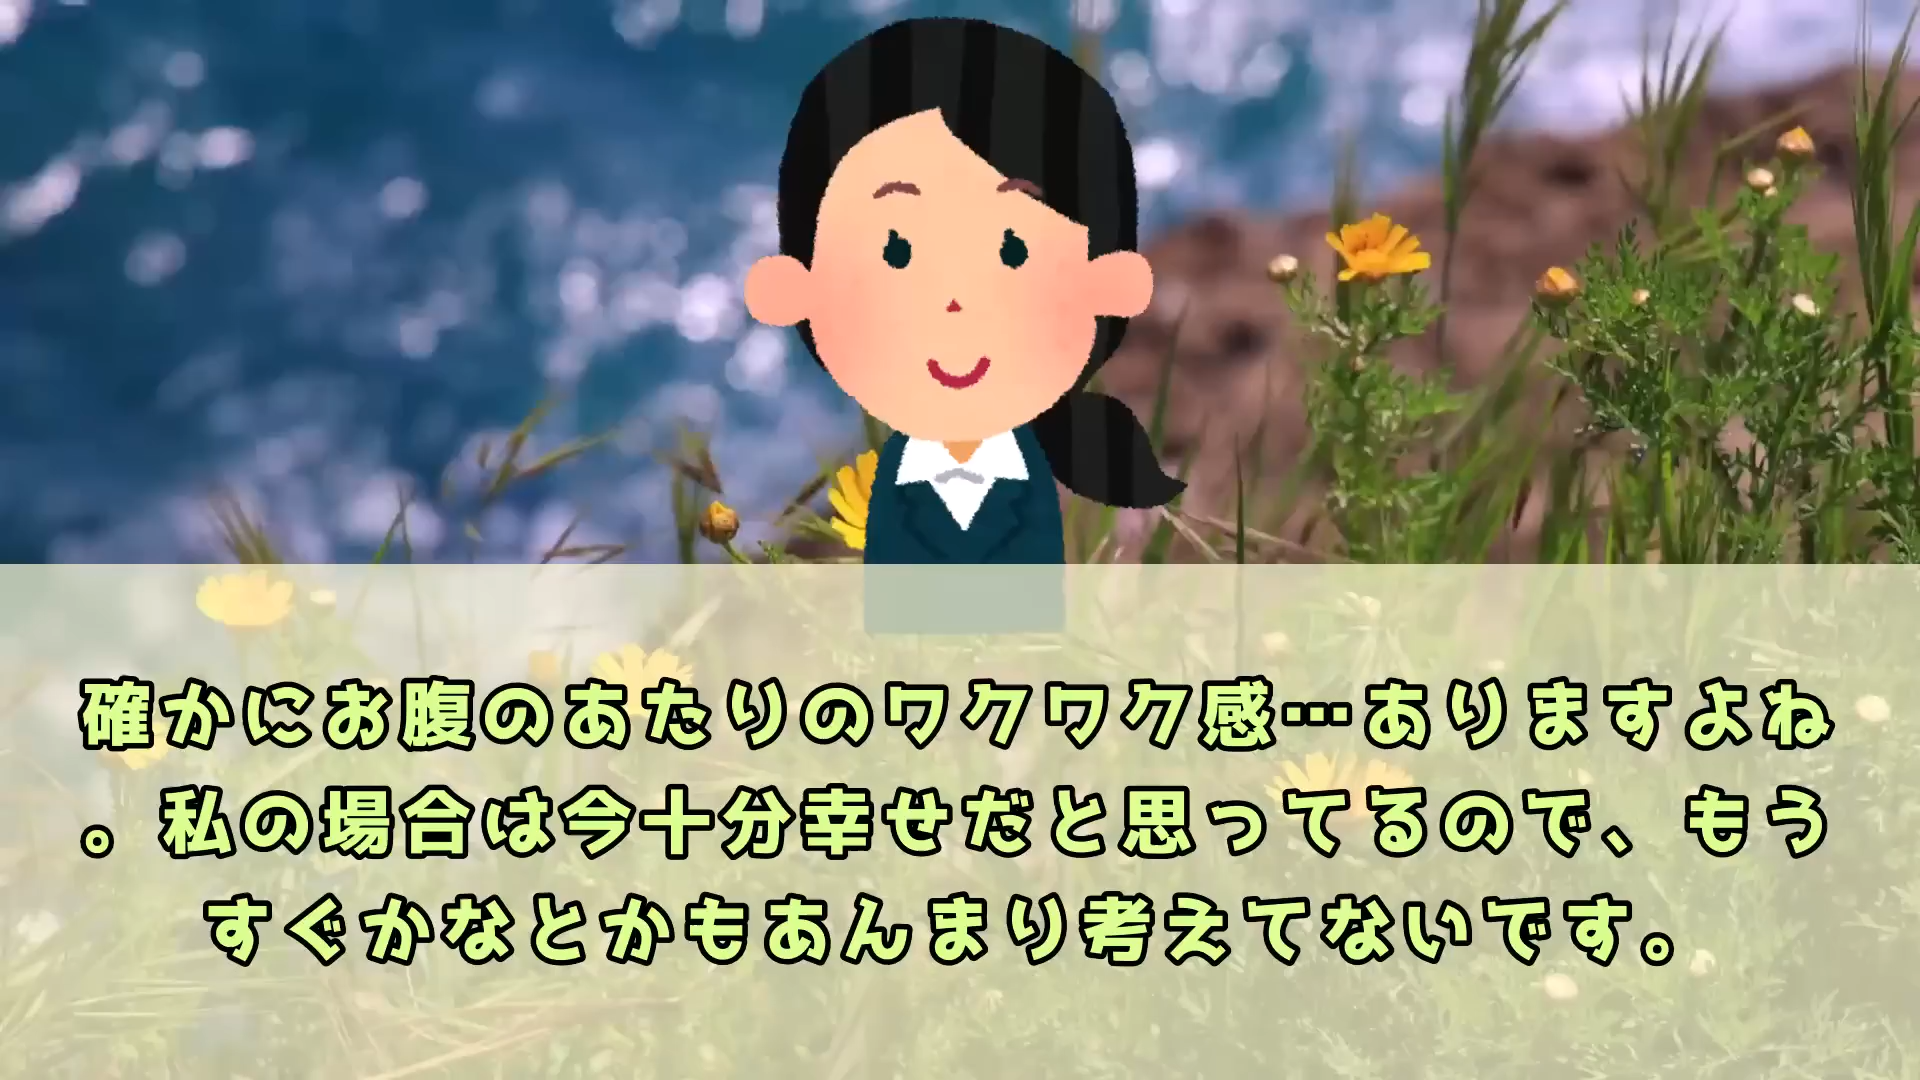 確かにお腹のあたりのワクワク感…ありますよね
。私の場合は今十分幸せだと思ってるので、もう
すぐかなとかもあんまり考えてないです。